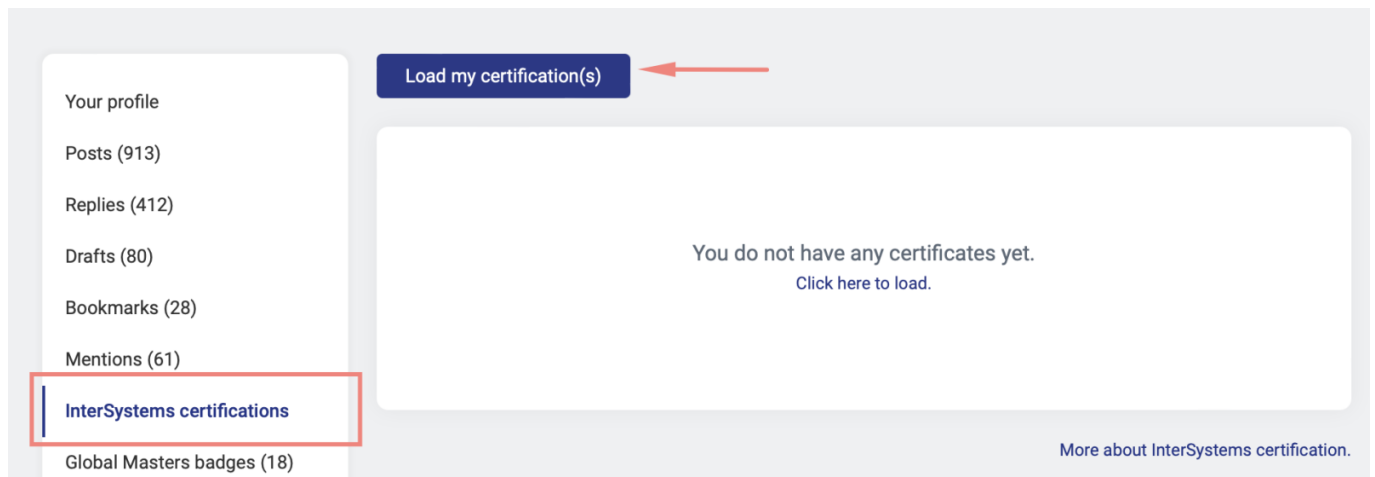 Your profile
Posts (913)
Replies (412)
Drafts (80)
Bookmarks (28)
Mentions (61)
InterSystems certifications
Global Masters badges (18)
Load my certification(s)
You do not have any certificates yet.
Click here to load.
More about InterSystems certification.